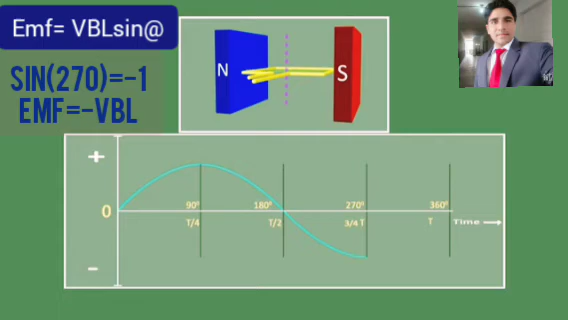 Emf= VBLsin@
SIN(270)=-1
EMF=-VBL
N
S
+
0
90°
180°
270°
360°
T/4
T/2
3/4 T
T
Time
-